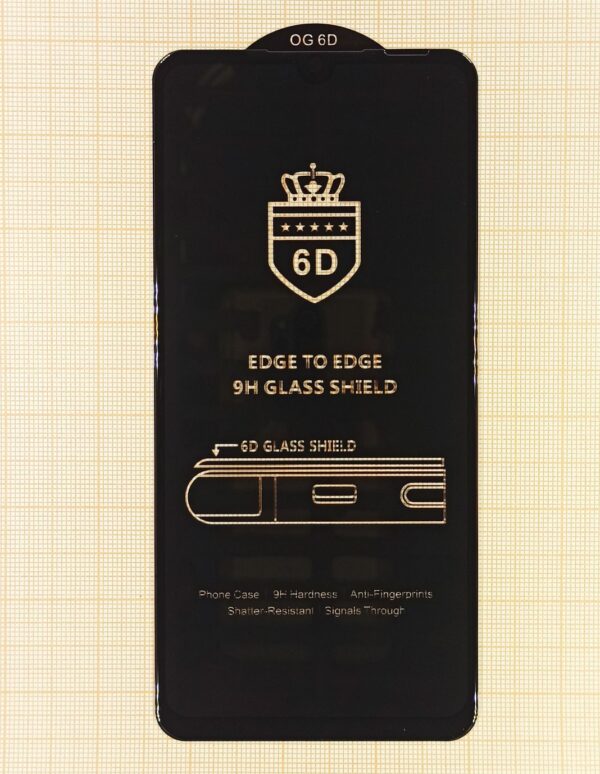 OG 6D
6D
EDGE TO EDGE
9H GLASS SHIELD
6D GLASS SHIELD
Phone Case 9H Hardness Anti-Fingerprints
Shatter-Resistant Signals Through